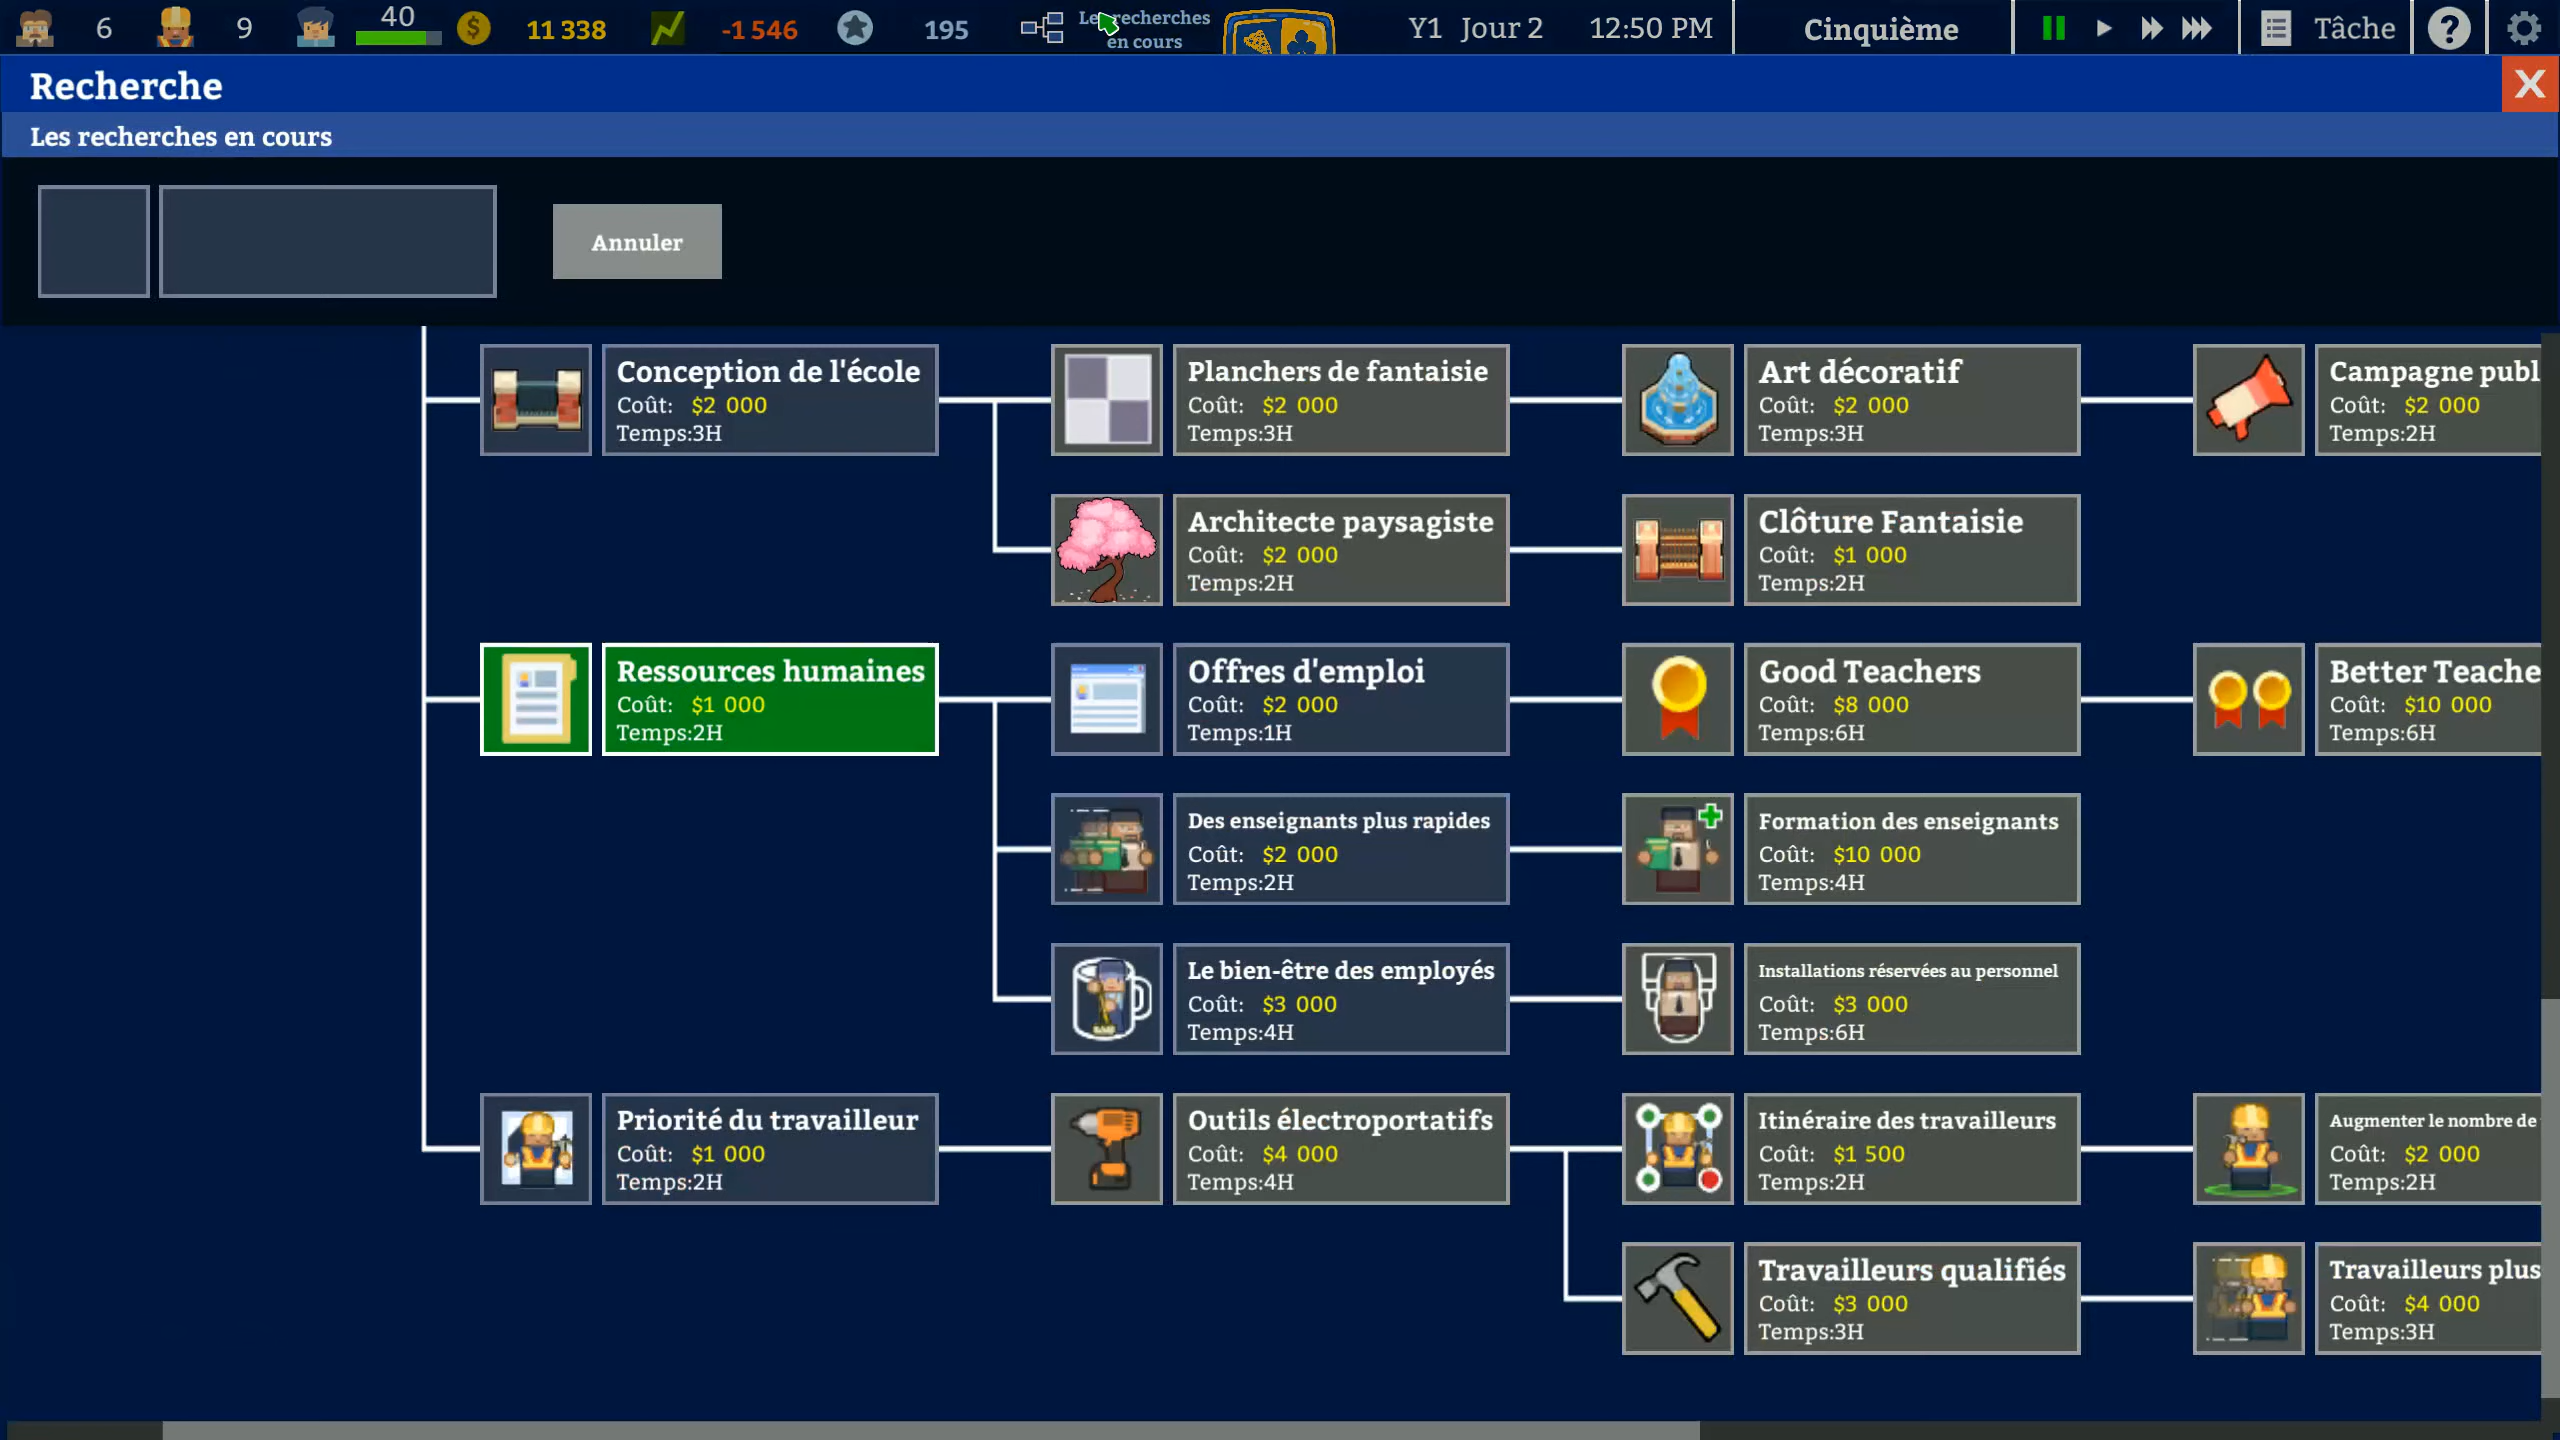 6 9 40 11 338 -1 546 195 Les recherches en cours Y1 Jour 2 12:50 PM Cinquième Tâche ?
Recherche X
Les recherches en cours
Annuler
Conception de l'école
Coût: $2 000
Temps:3H
Planchers de fantaisie
Coût: $2 000
Temps:3H
Art décoratif
Coût: $2 000
Temps:3H
Campagne publ
Coût: $2 000
Temps:2H
Architecte paysagiste
Coût: $2 000
Temps:2H
Clôture Fantaisie
Coût: $1 000
Temps:2H
Ressources humaines
Coût: $1 000
Temps:2H
Offres d'emploi
Coût: $2 000
Temps:1H
Good Teachers
Coût: $8 000
Temps:6H
Better Teache
Coût: $10 000
Temps:6H
Des enseignants plus rapides
Coût: $2 000
Temps:2H
Formation des enseignants
Coût: $10 000
Temps:4H
Le bien-être des employés
Coût: $3 000
Temps:4H
Installations réservées au personnel
Coût: $3 000
Temps:6H
Priorité du travailleur
Coût: $1 000
Temps:2H
Outils électroportatifs
Coût: $4 000
Temps:4H
Itinéraire des travailleurs
Coût: $1 500
Temps:2H
Augmenter le nombre de
Coût: $2 000
Temps:2H
Travailleurs qualifiés
Coût: $3 000
Temps:3H
Travailleurs plus
Coût: $4 000
Temps:3H